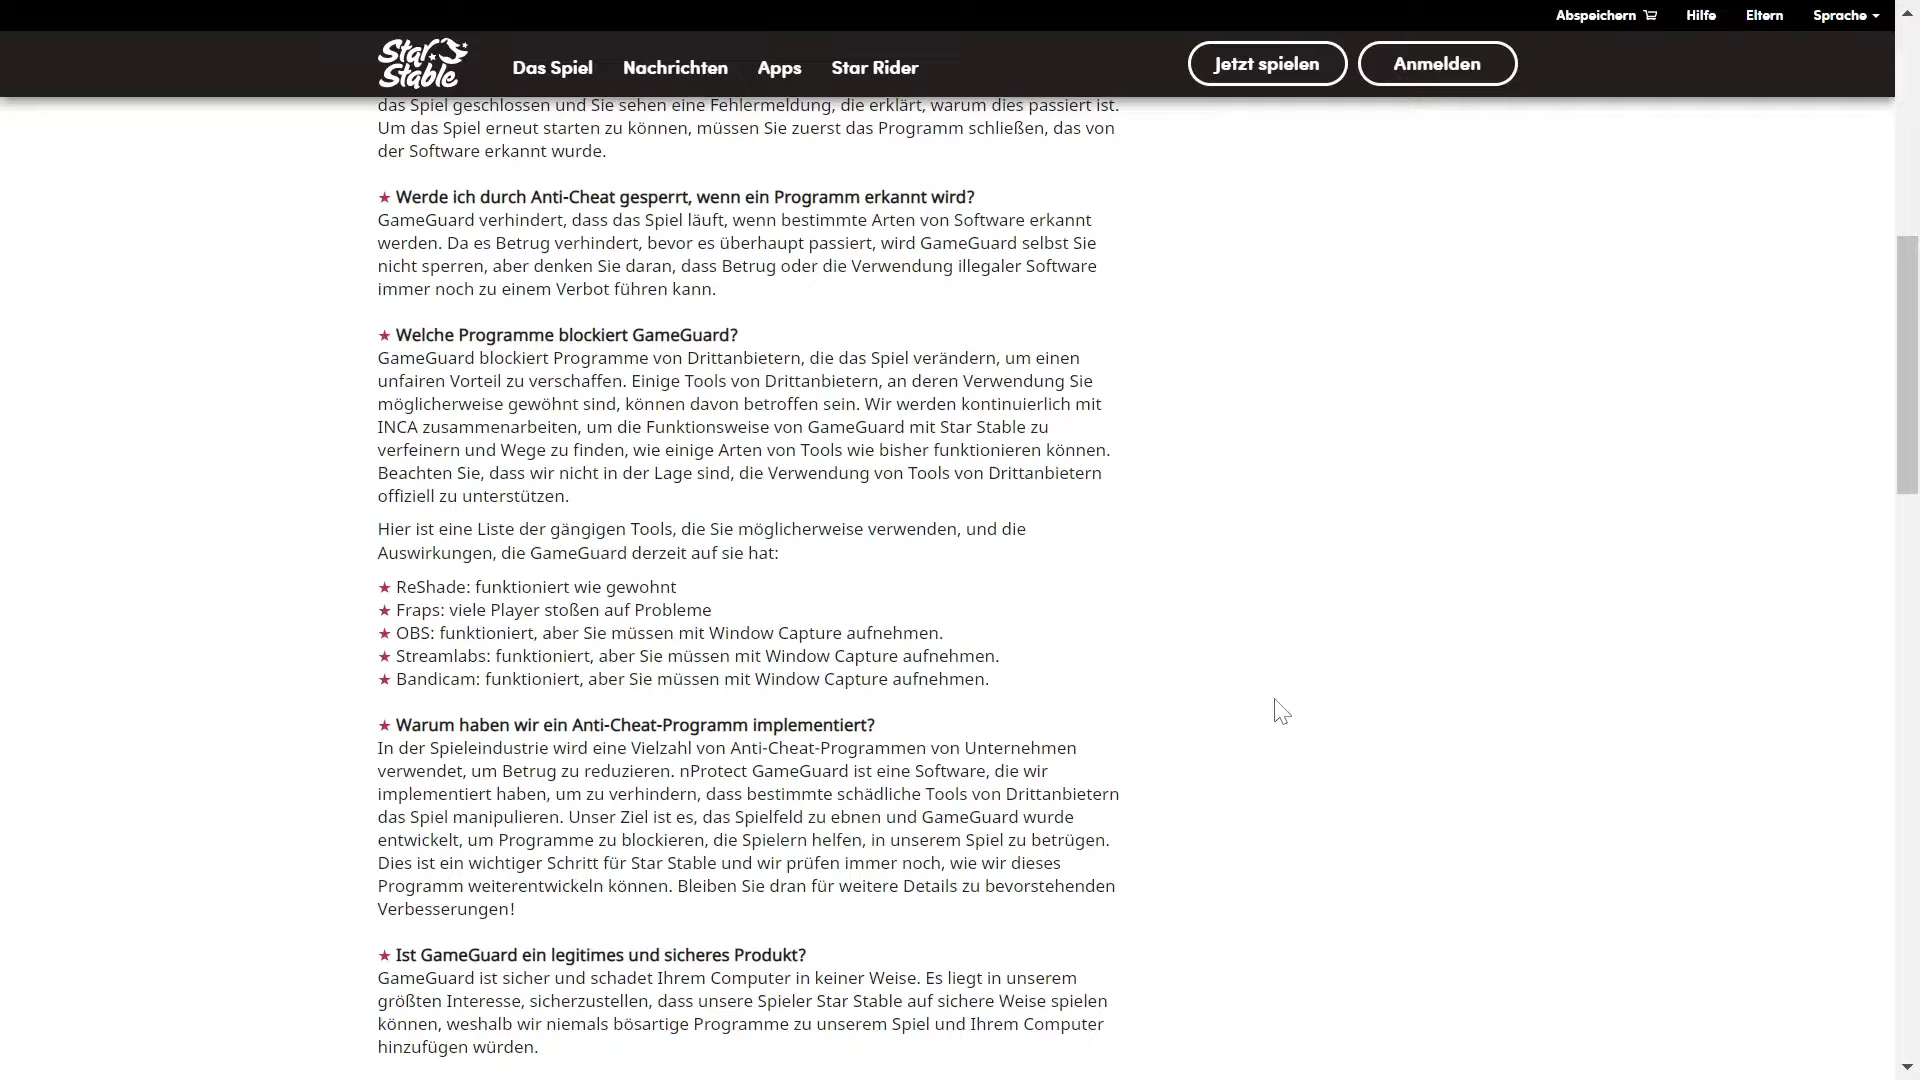 Abspeichern Hilfe Eltern Sprache
Star Stable
Das Spiel Nachrichten Apps Star Rider Jetzt spielen Anmelden
das Spiel geschlossen und Sie sehen eine Fehlermeldung, die erklärt, warum dies passiert ist.
Um das Spiel erneut starten zu können, müssen Sie zuerst das Programm schließen, das von
der Software erkannt wurde.
★ Werde ich durch Anti-Cheat gesperrt, wenn ein Programm erkannt wird?
GameGuard verhindert, dass das Spiel läuft, wenn bestimmte Arten von Software erkannt
werden. Da es Betrug verhindert, bevor es überhaupt passiert, wird GameGuard selbst Sie
nicht sperren, aber denken Sie daran, dass Betrug oder die Verwendung illegaler Software
immer noch zu einem Verbot führen kann.
★ Welche Programme blockiert GameGuard?
GameGuard blockiert Programme von Drittanbietern, die das Spiel verändern, um einen
unfairen Vorteil zu verschaffen. Einige Tools von Drittanbietern, an deren Verwendung Sie
möglicherweise gewöhnt sind, können davon betroffen sein. Wir werden kontinuierlich mit
INCA zusammenarbeiten, um die Funktionsweise von GameGuard mit Star Stable zu
verfeinern und Wege zu finden, wie einige Arten von Tools wie bisher funktionieren können.
Beachten Sie, dass wir nicht in der Lage sind, die Verwendung von Tools von Drittanbietern
offiziell zu unterstützen.
Hier ist eine Liste der gängigen Tools, die Sie möglicherweise verwenden, und die
Auswirkungen, die GameGuard derzeit auf sie hat:
★ ReShade: funktioniert wie gewohnt
★ Fraps: viele Player stoßen auf Probleme
★ OBS: funktioniert, aber Sie müssen mit Window Capture aufnehmen.
★ Streamlabs: funktioniert, aber Sie müssen mit Window Capture aufnehmen.
★ Bandicam: funktioniert, aber Sie müssen mit Window Capture aufnehmen.
★ Warum haben wir ein Anti-Cheat-Programm implementiert?
In der Spieleindustrie wird eine Vielzahl von Anti-Cheat-Programmen von Unternehmen
verwendet, um Betrug zu reduzieren. nProtect GameGuard ist eine Software, die wir
implementiert haben, um zu verhindern, dass bestimmte schädliche Tools von Drittanbietern
das Spiel manipulieren. Unser Ziel ist es, das Spielfeld zu ebnen und GameGuard wurde
entwickelt, um Programme zu blockieren, die Spielern helfen, in unserem Spiel zu betrügen.
Dies ist ein wichtiger Schritt für Star Stable und wir prüfen immer noch, wie wir dieses
Programm weiterentwickeln können. Bleiben Sie dran für weitere Details zu bevorstehenden
Verbesserungen!
★ Ist GameGuard ein legitimes und sicheres Produkt?
GameGuard ist sicher und schadet Ihrem Computer in keiner Weise. Es liegt in unserem
größten Interesse, sicherzustellen, dass unsere Spieler Star Stable auf sichere Weise spielen
können, weshalb wir niemals bösartige Programme zu unserem Spiel und Ihrem Computer
hinzufügen würden.